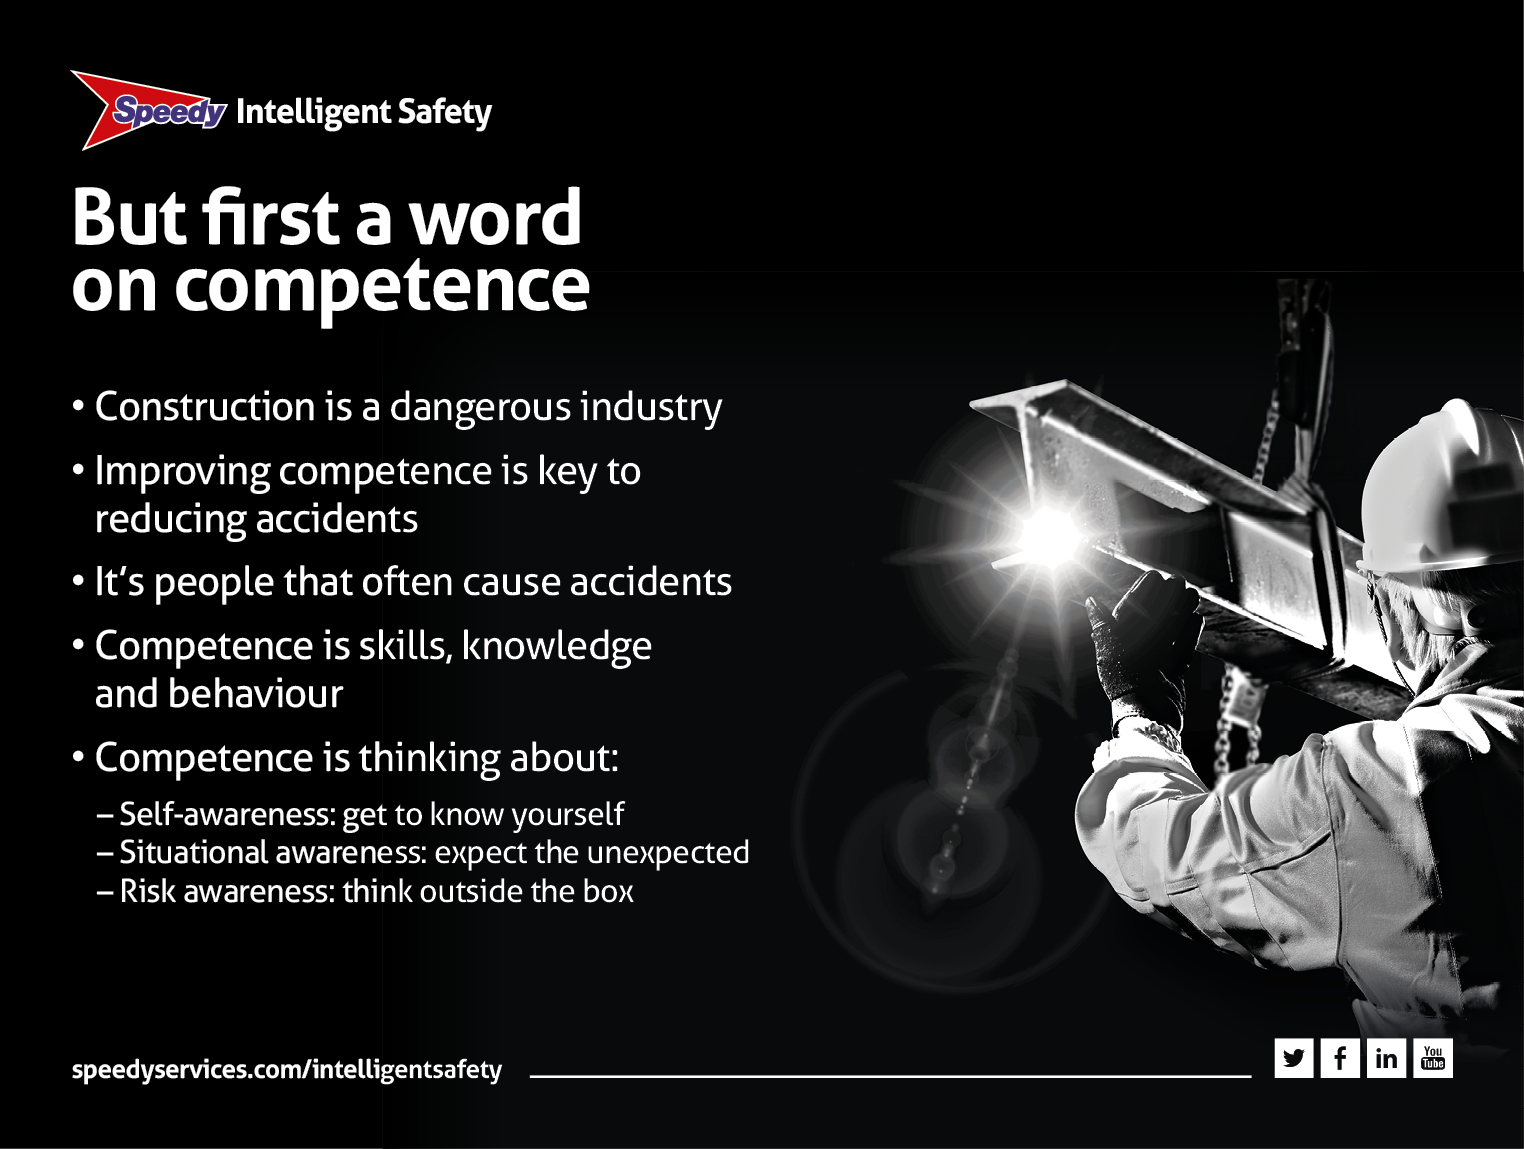 Speedy Intelligent Safety
But first a word
on competence
• Construction is a dangerous industry
• Improving competence is key to
reducing accidents
• It’s people that often cause accidents
• Competence is skills, knowledge
and behaviour
• Competence is thinking about:
– Self-awareness: get to know yourself
– Situational awareness: expect the unexpected
– Risk awareness: think outside the box
speedyservices.com/intelligentsafety
f
in
You
Tube